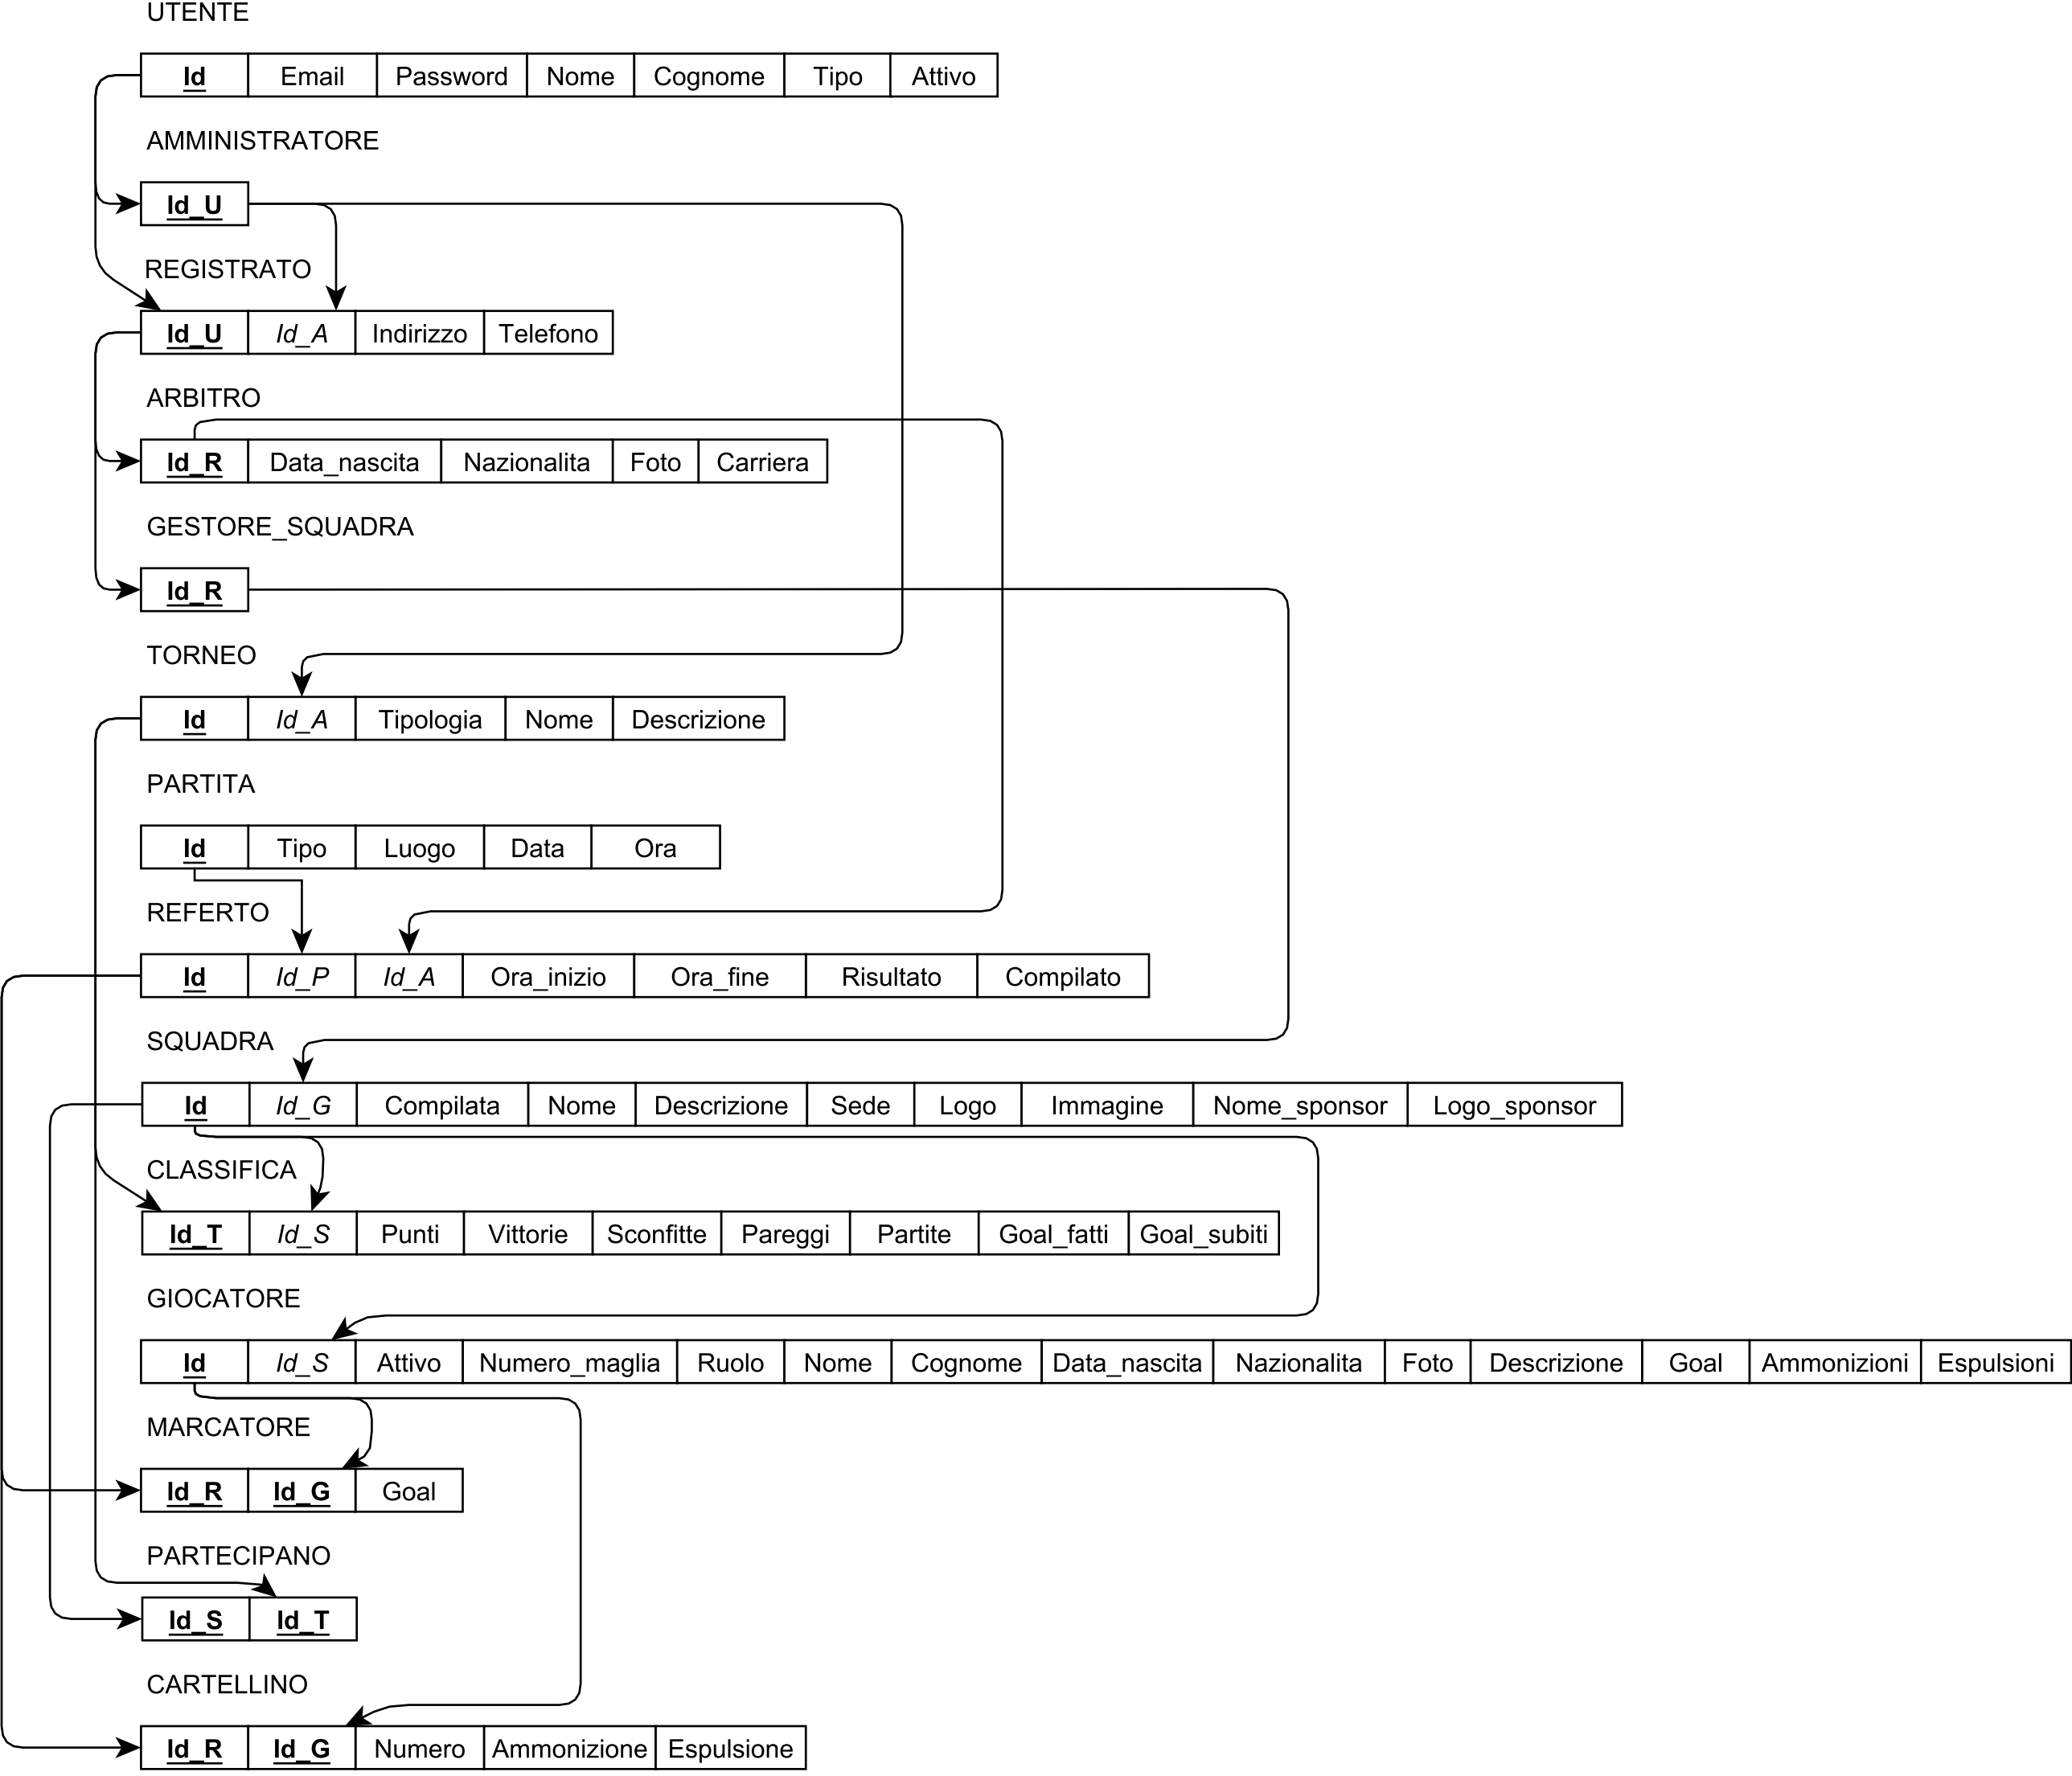 UTENTE
Id Email Password Nome Cognome Tipo Attivo
AMMINISTRATORE
Id_U
REGISTRATO
Id_U Id_A Indirizzo Telefono
ARBITRO
Id_R Data_nascita Nazionalita Foto Carriera
GESTORE_SQUADRA
Id_R
TORNEO
Id Id_A Tipologia Nome Descrizione
PARTITA
Id Tipo Luogo Data Ora
REFERTO
Id Id_P Id_A Ora_inizio Ora_fine Risultato Compilato
SQUADRA
Id Id_G Compilata Nome Descrizione Sede Logo Immagine Nome_sponsor Logo_sponsor
CLASSIFICA
Id_T Id_S Punti Vittorie Sconfitte Pareggi Partite Goal_fatti Goal_subiti
GIOCATORE
Id Id_S Attivo Numero_maglia Ruolo Nome Cognome Data_nascita Nazionalita Foto Descrizione Goal Ammonizioni Espulsioni
MARCATORE
Id_R Id_G Goal
PARTECIPANO
Id_S Id_T
CARTELLINO
Id_R Id_G Numero Ammonizione Espulsione